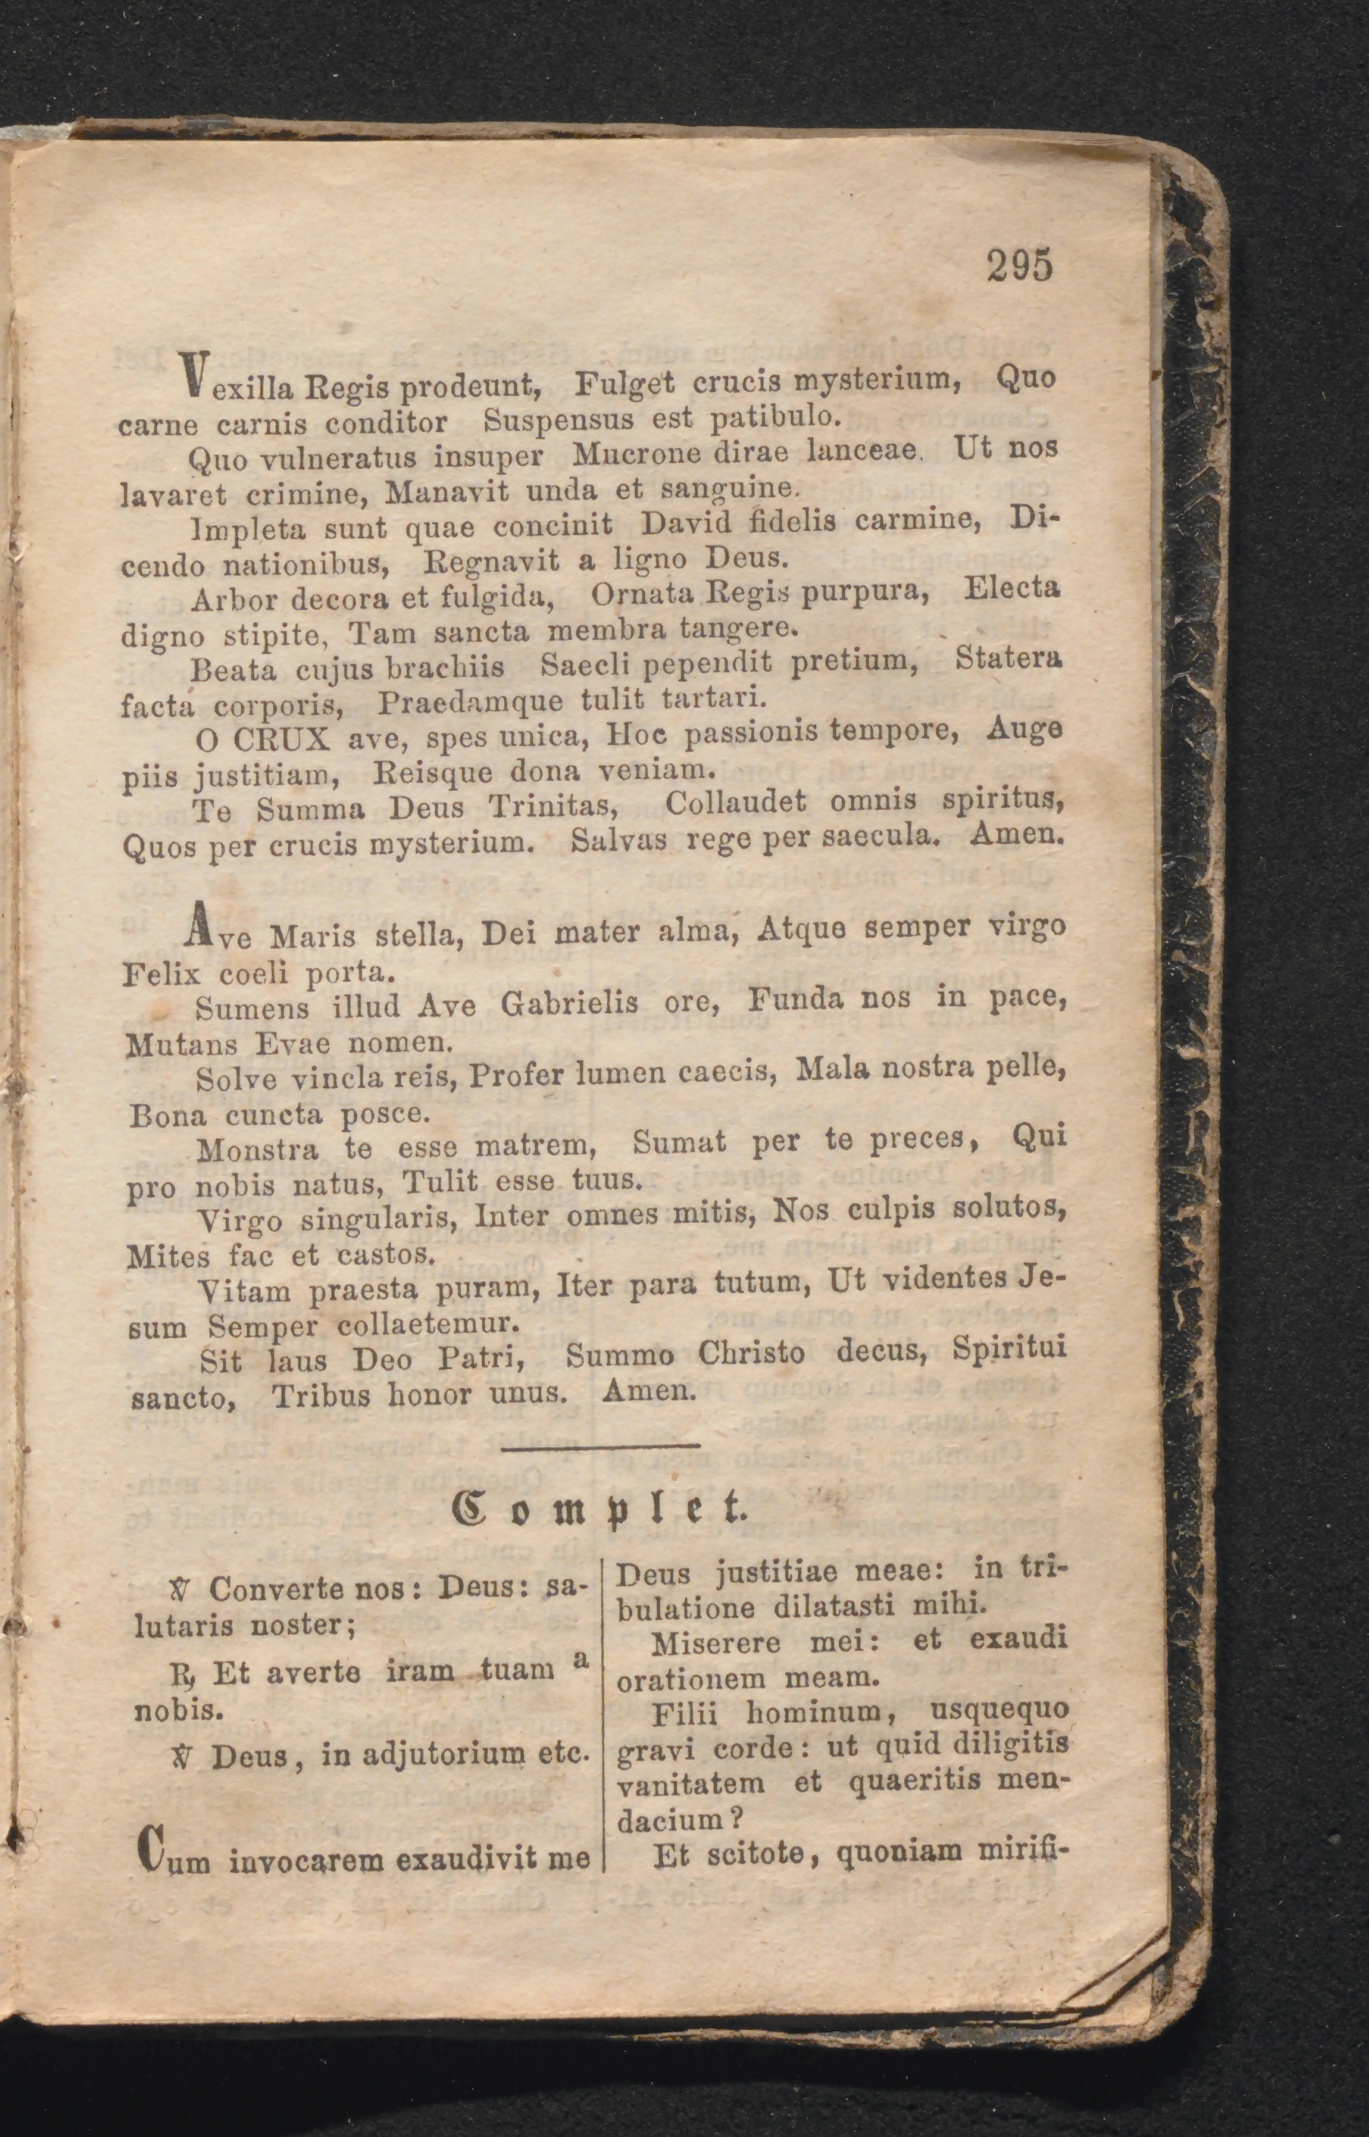 295
Vexilla Regis prodeunt, Fulget crucis mysterium, Quo
carne carnis conditor Suspensus est patibulo.
Quo vulneratus insuper Mucrone dirae lanceae. Ut nos
lavaret crimine, Manavit unda et sanguine.
Impleta sunt quae concinit David fidelis carmine, Di-
cendo nationibus, Regnavit a ligno Deus.
Arbor decora et fulgida, Ornata Regis purpura, Electa
digno stipite, Tam sancta membra tangere.
Beata cujus brachiis Saecli pependit pretium, Statera
facta corporis, Praedamque tulit tartari.
O CRUX ave, spes unica, Hoc passionis tempore, Auge
piis justitiam, Reisque dona veniam.
Te Summa Deus Trinitas, Collaudet omnis spiritus,
Quos per crucis mysterium. Salvas rege per saecula. Amen.
Ave Maris stella, Dei mater alma, Atque semper virgo
Felix coeli porta.
Sumens illud Ave Gabrielis ore, Funda nos in pace,
Mutans Evae nomen.
Solve vincla reis, Profer lumen caecis, Mala nostra pelle,
Bona cuncta posce.
Monstra te esse matrem, Sumat per te preces, Qui
pro nobis natus, Tulit esse tuus.
Virgo singularis, Inter omnes mitis, Nos culpis solutos,
Mites fac et castos.
Vitam praesta puram, Iter para tutum, Ut videntes Je-
sum Semper collaetemur.
Sit laus Deo Patri, Summo Christo decus, Spiritui
sancto, Tribus honor unus. Amen.
Complet.
℣ Converte nos: Deus: sa-
lutaris noster;
℟ Et averte iram tuam a
nobis.
℣ Deus, in adjutorium etc.
Cum invocarem exaudivit me
Deus justitiae meae: in tri-
bulatione dilatasti mihi.
Miserere mei: et exaudi
orationem meam.
Filii hominum, usquequo
gravi corde: ut quid diligitis
vanitatem et quaeritis men-
dacium?
Et scitote, quoniam mirifi-